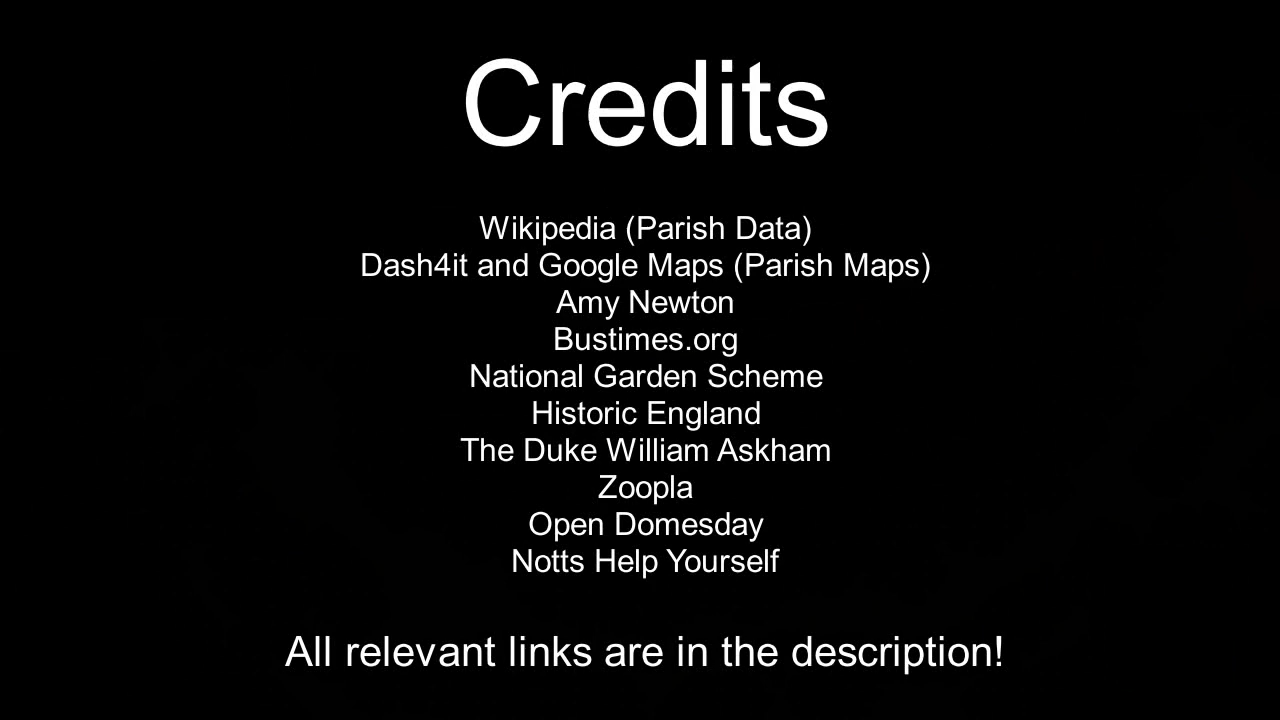 Credits
Wikipedia (Parish Data)
Dash4it and Google Maps (Parish Maps)
Amy Newton
Bustimes.org
National Garden Scheme
Historic England
The Duke William Askham
Zoopla
Open Domesday
Notts Help Yourself
All relevant links are in the description!